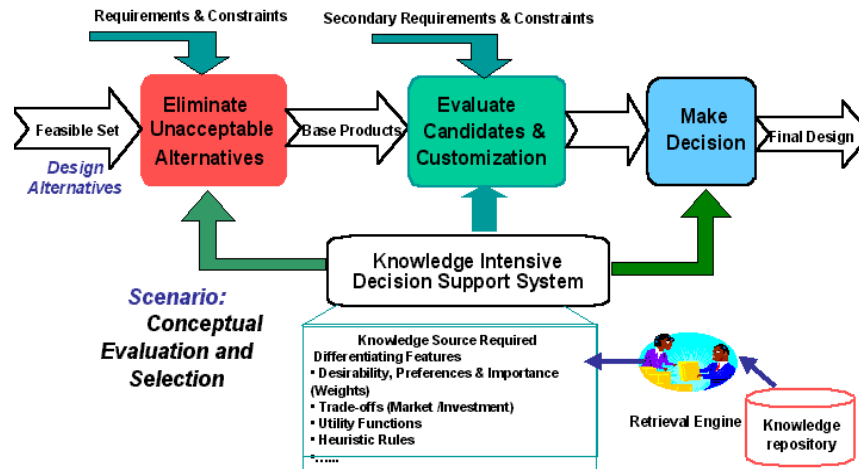 Requirements & Constraints
Secondary Requirements & Constraints
Feasible Set
Design
Alternatives
Eliminate
Unacceptable
Alternatives
Base Products
Evaluate
Candidates &
Customization
Make
Decision
Final Design
Knowledge Intensive
Decision Support System
Scenario:
Conceptual
Evaluation and
Selection
Knowledge Source Required
Differentiating Features
• Desirability, Preferences & Importance
(Weights)
• Trade-offs (Market /Investment)
• Utility Functions
• Heuristic Rules
•……
Retrieval Engine
Knowledge
repository